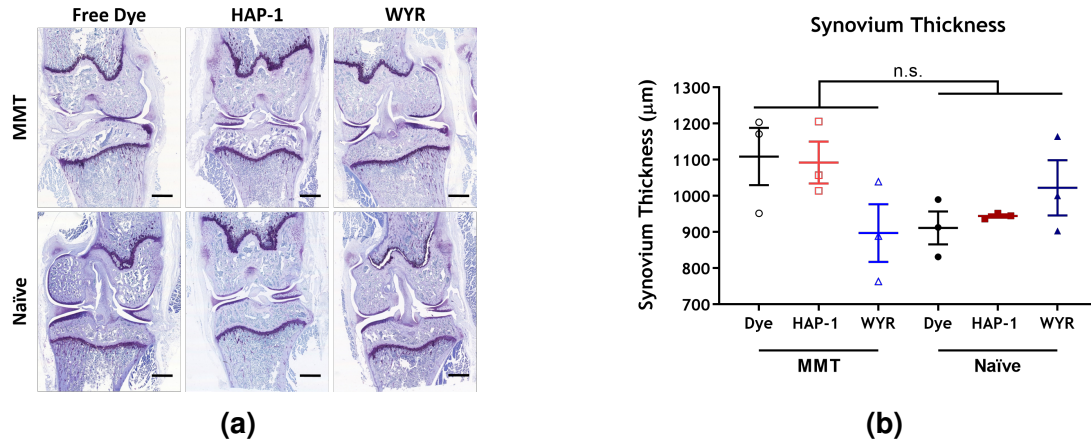 Free Dye HAP-1 WYR
MMT
Naïve
(a)
Synovium Thickness
n.s.
Synovium Thickness (μm)
1300
1200
1100
1000
900
800
700
Dye HAP-1 WYR Dye HAP-1 WYR
MMT Naïve
(b)